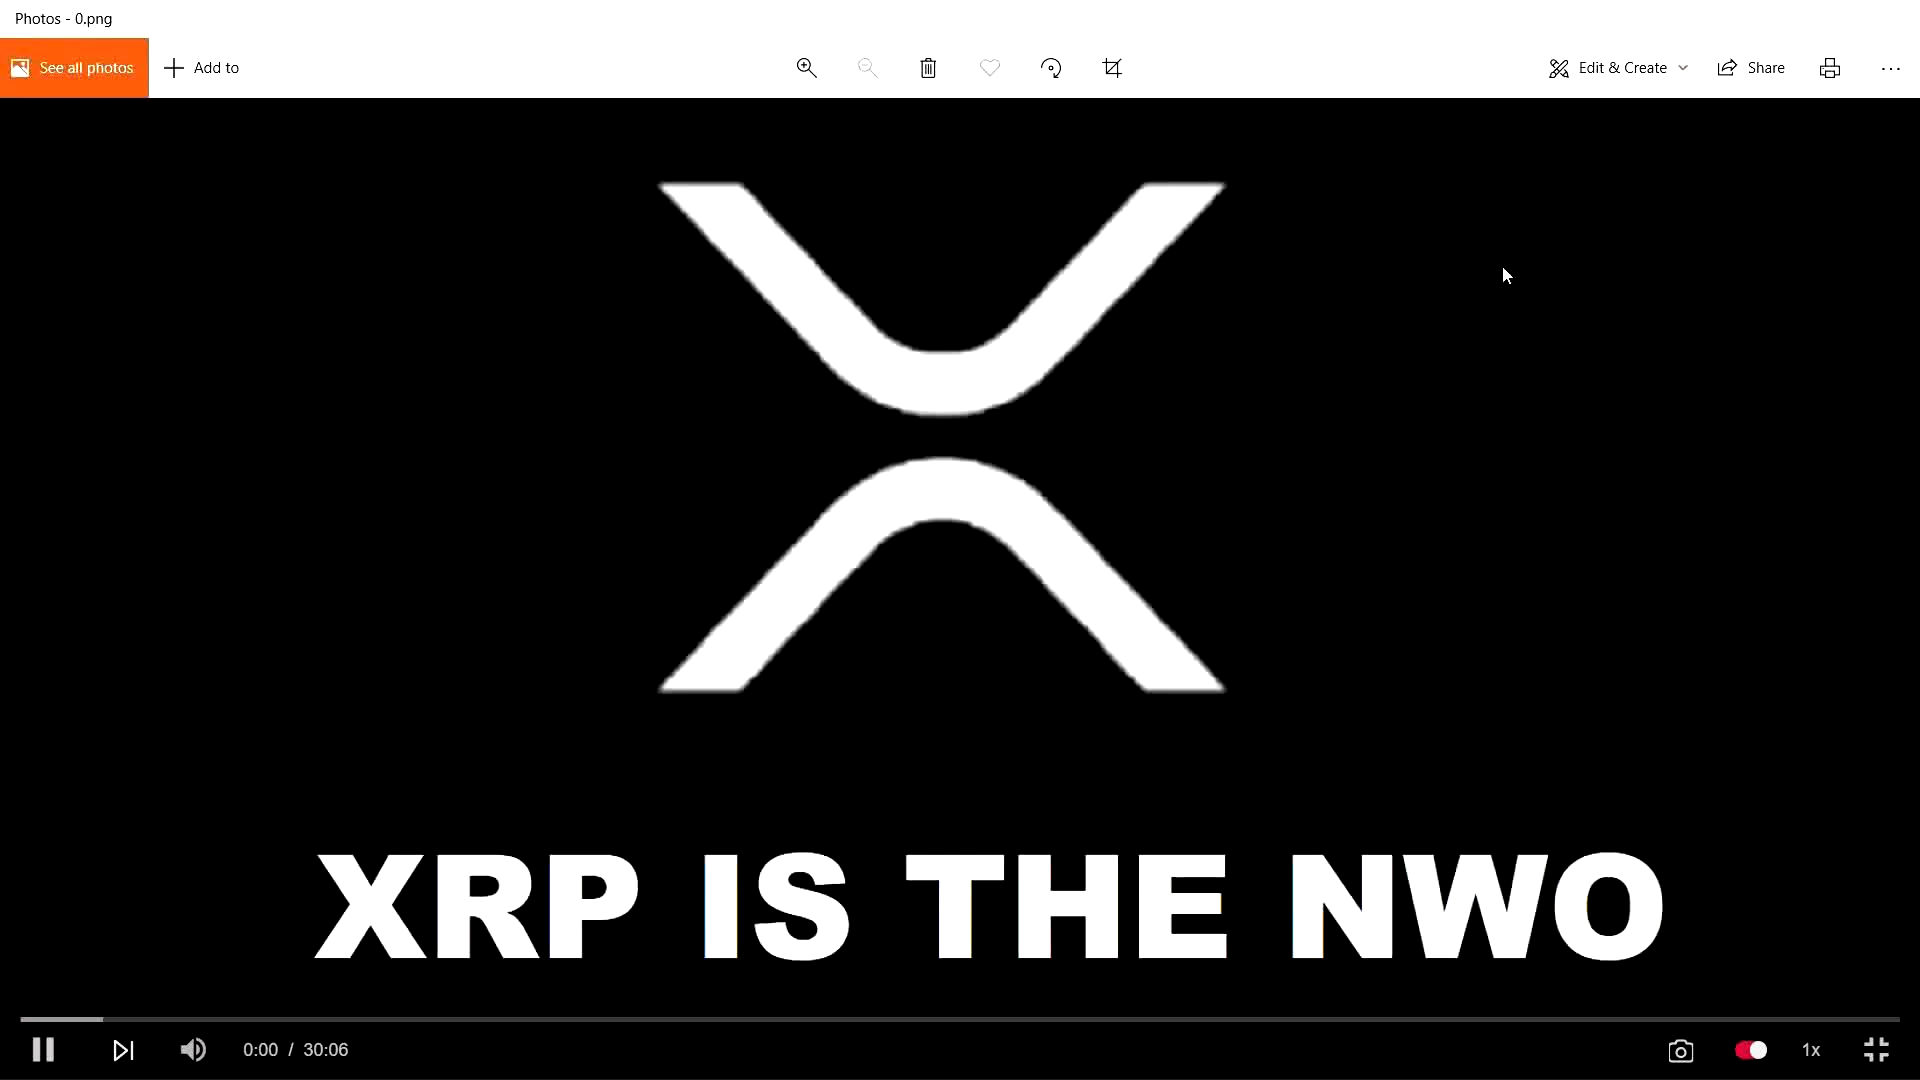 Photos - 0.png
See all photos
Add to
Edit & Create
Share
XRP IS THE NWO
0:00 / 30:06
1x